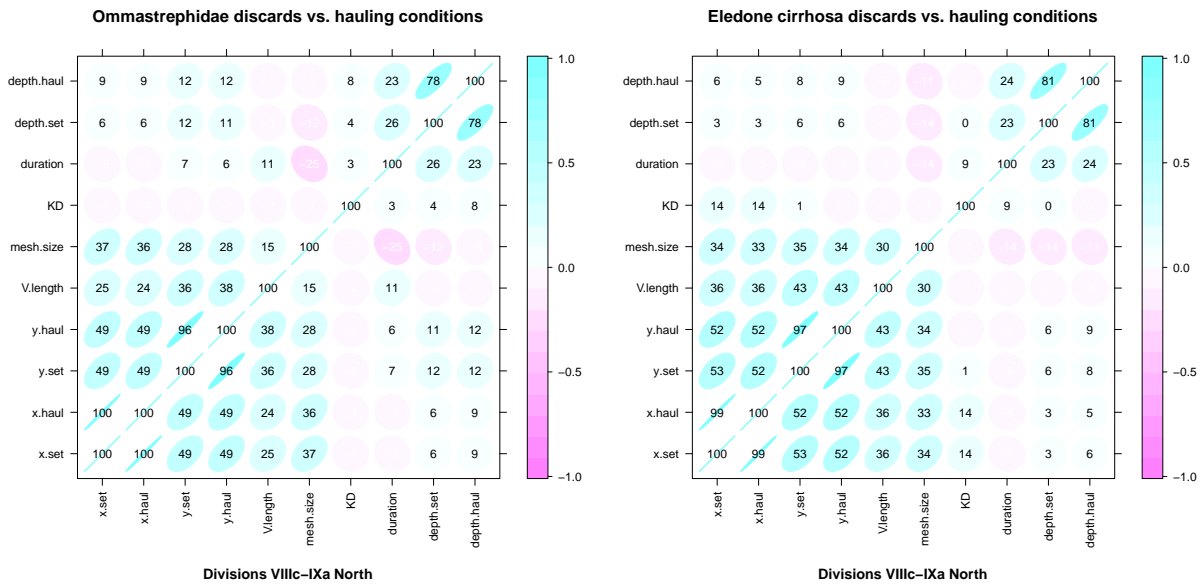 Ommastrephidae discards vs. hauling conditions
depth.haul 9 9 12 12 8 23 78 100
depth.set 6 6 12 11 −12 4 26 100 78
duration 7 6 11 −25 3 100 26 23
KD 100 3 4 8
mesh.size 37 36 28 28 15 100 −25 −12
V.length 25 24 36 38 100 15 11
y.haul 49 49 96 100 38 28 6 11 12
y.set 49 49 100 96 36 28 7 12 12
x.haul 100 100 49 49 24 36 6 9
x.set 100 100 49 49 25 37 6 9
x.set x.haul y.set y.haul V.length mesh.size KD duration depth.set depth.haul
1.0
0.5
0.0
−0.5
−1.0
Divisions VIIIc−IXa North
Eledone cirrhosa discards vs. hauling conditions
depth.haul 6 5 8 9 −11 24 81 100
depth.set 3 3 6 6 −14 0 23 100 81
duration −14 9 100 23 24
KD 14 14 1 100 9 0
mesh.size 34 33 35 34 30 100 −14 −14 −11
V.length 36 36 43 43 100 30
y.haul 52 52 97 100 43 34 6 9
y.set 53 52 100 97 43 35 1 6 8
x.haul 99 100 52 52 36 33 14 3 5
x.set 100 99 53 52 36 34 14 3 6
x.set x.haul y.set y.haul V.length mesh.size KD duration depth.set depth.haul
1.0
0.5
0.0
−0.5
−1.0
Divisions VIIIc−IXa North